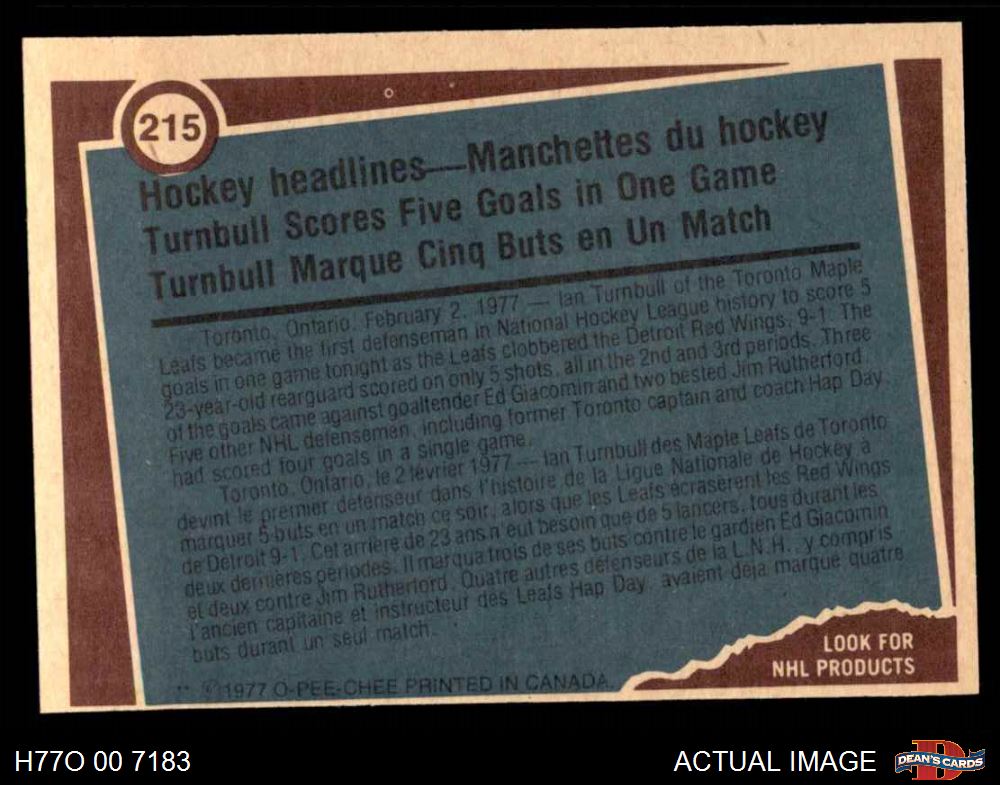 215
Hockey headlines—Manchettes du hockey
Turnbull Scores Five Goals in One Game
Turnbull Marque Cinq Buts en Un Match
Toronto, Ontario, February 2, 1977 — Ian Turnbull of the Toronto Maple
Leafs became the first defenseman in National Hockey League history to score 5
goals in one game tonight as the Leafs clobbered the Detroit Red Wings, 9-1. The
23-year-old rearguard scored on only 5 shots, all in the 2nd and 3rd periods. Three
of the goals came against goaltender Ed Giacomin and two bested Jim Rutherford.
Five other NHL defensemen, including former Toronto captain and coach Hap Day,
had scored four goals in a single game.
Toronto, Ontario, le 2 février 1977 — Ian Turnbull des Maple Leafs de Toronto
devint le premier défenseur dans l'histoire de la Ligue Nationale de Hockey à
marquer 5 buts en un match ce soir, alors que les Leafs écrasèrent les Red Wings
de Détroit 9-1. Cet arrière de 23 ans n'eut besoin que de 5 lancers, tous durant les
deux dernières périodes. Il marqua trois de ses buts contre le gardien Ed Giacomin
et deux contre Jim Rutherford. Quatre autres défenseurs de la L.N.H., y compris
l'ancien capitaine et instructeur des Leafs Hap Day, avaient déjà marqué quatre
buts durant un seul match.
** ©1977 O-PEE-CHEE PRINTED IN CANADA.
LOOK FOR
NHL PRODUCTS
H77O 00 7183
ACTUAL IMAGE
D
DEAN'S CARDS